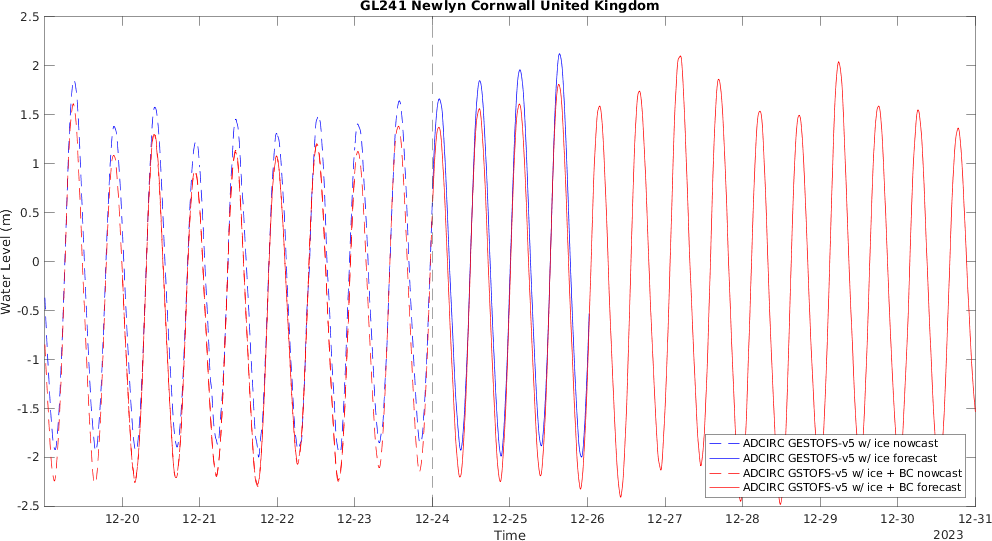 GL241 Newlyn Cornwall United Kingdom
2.5
2
1.5
1
0.5
0
-0.5
-1
-1.5
-2
-2.5
Water Level (m)
ADCIRC GESTOFS-v5 w/ ice nowcast
ADCIRC GESTOFS-v5 w/ ice forecast
ADCIRC GSTOFS-v5 w/ ice + BC nowcast
ADCIRC GSTOFS-v5 w/ ice + BC forecast
12-20 12-21 12-22 12-23 12-24 12-25 12-26 12-27 12-28 12-29 12-30 12-31
Time
2023